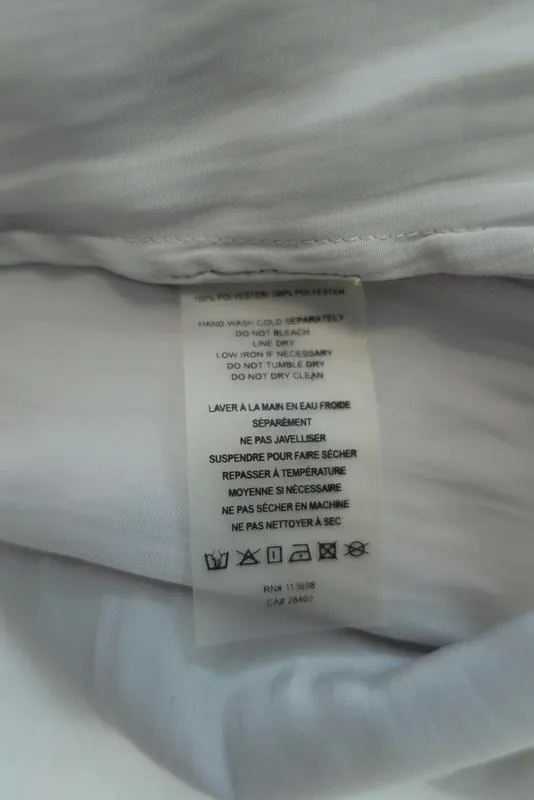 100% POLYESTER/ 100% POLYESTER
HAND WASH COLD SEPARATELY
DO NOT BLEACH
LINE DRY
LOW IRON IF NECESSARY
DO NOT TUMBLE DRY
DO NOT DRY CLEAN
LAVER À LA MAIN EN EAU FROIDE
SÉPARÉMENT
NE PAS JAVELLISER
SUSPENDRE POUR FAIRE SÉCHER
REPASSER À TEMPÉRATURE
MOYENNE SI NÉCESSAIRE
NE PAS SÉCHER EN MACHINE
NE PAS NETTOYER À SEC
RN# 113698
CA# 28402